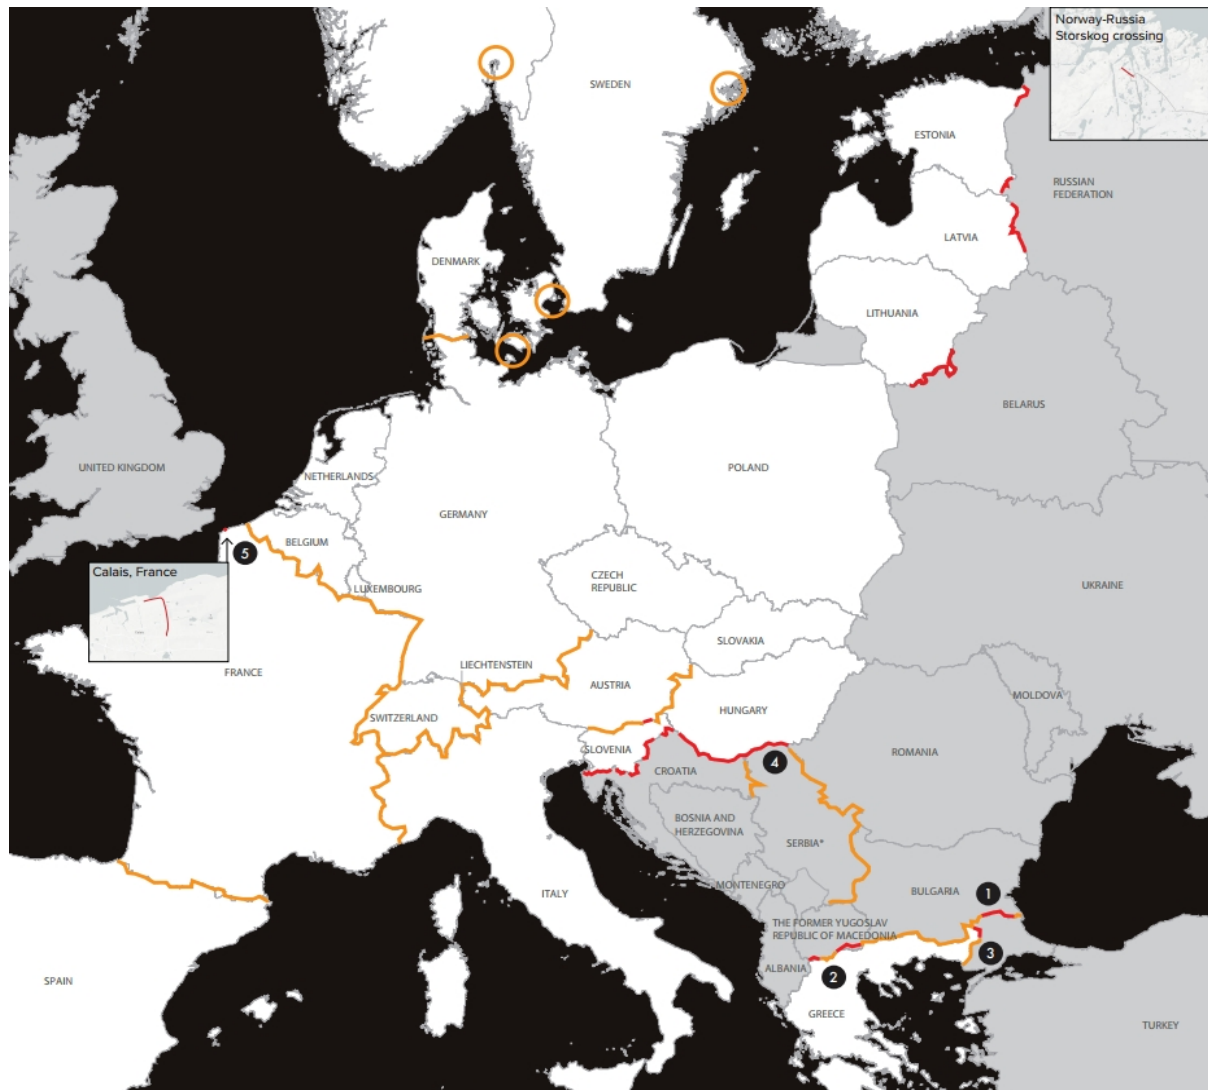 Norway-Russia
Storskog crossing
SWEDEN
ESTONIA
RUSSIAN
FEDERATION
LATVIA
DENMARK
LITHUANIA
BELARUS
UNITED KINGDOM
NETHERLANDS
POLAND
GERMANY
BELGIUM
5
Calais, France
LUXEMBOURG
CZECH
REPUBLIC
UKRAINE
SLOVAKIA
LIECHTENSTEIN
FRANCE
AUSTRIA
MOLDOVA
HUNGARY
SWITZERLAND
SLOVENIA
ROMANIA
CROATIA
4
BOSNIA AND
HERZEGOVINA
SERBIA*
MONTENEGRO
ITALY
BULGARIA
1
THE FORMER YUGOSLAV
REPUBLIC OF MACEDONIA
3
ALBANIA
2
SPAIN
GREECE
TURKEY